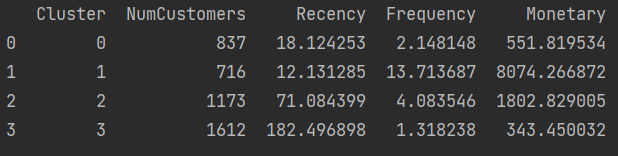 Cluster NumCustomers Recency Frequency Monetary
0 0 837 18.124253 2.148148 551.819534
1 1 716 12.131285 13.713687 8074.266872
2 2 1173 71.084399 4.083546 1802.829005
3 3 1612 182.496898 1.318238 343.450032